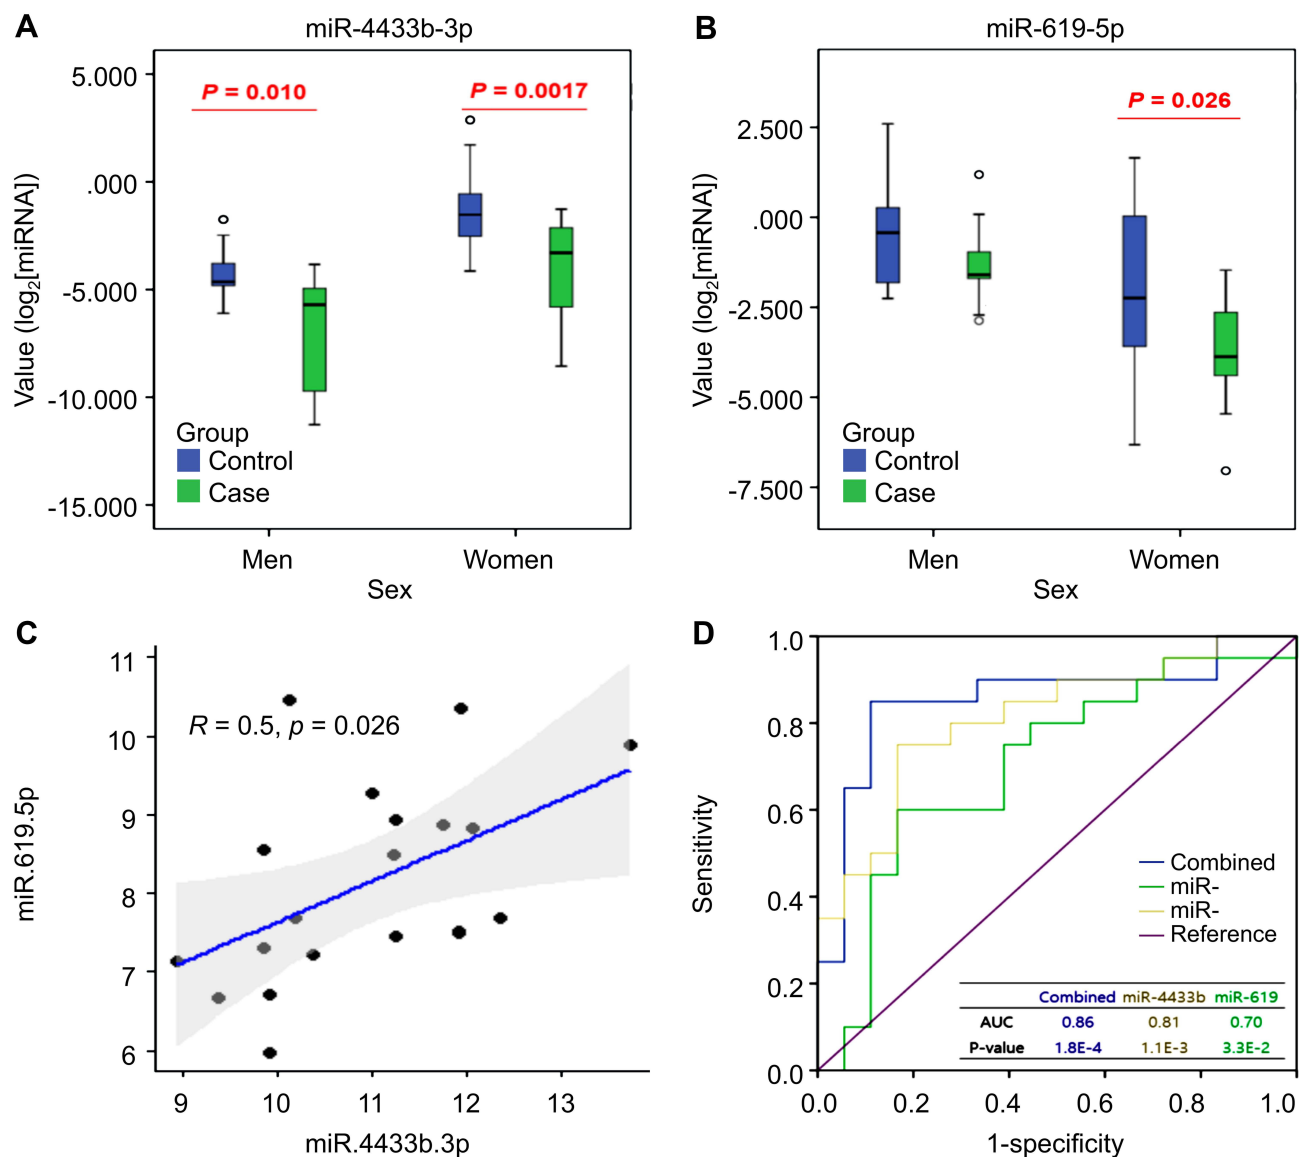 A
miR-4433b-3p
P = 0.010
P = 0.0017
5.000
.000
-5.000
-10.000
-15.000
Value (log2[miRNA])
Group
Control
Case
Men
Women
Sex
B
miR-619-5p
P = 0.026
2.500
.000
-2.500
-5.000
-7.500
Value (log2[miRNA])
Group
Control
Case
Men
Women
Sex
C
R = 0.5, p = 0.026
11
10
9
8
7
6
miR.619.5p
9
10
11
12
13
miR.4433b.3p
D
1.0
0.8
0.6
0.4
0.2
0.0
Sensitivity
Combined
miR-
miR-
Reference
Combined miR-4433b miR-619
AUC 0.86 0.81 0.70
P-value 1.8E-4 1.1E-3 3.3E-2
0.0
0.2
0.4
0.6
0.8
1.0
1-specificity